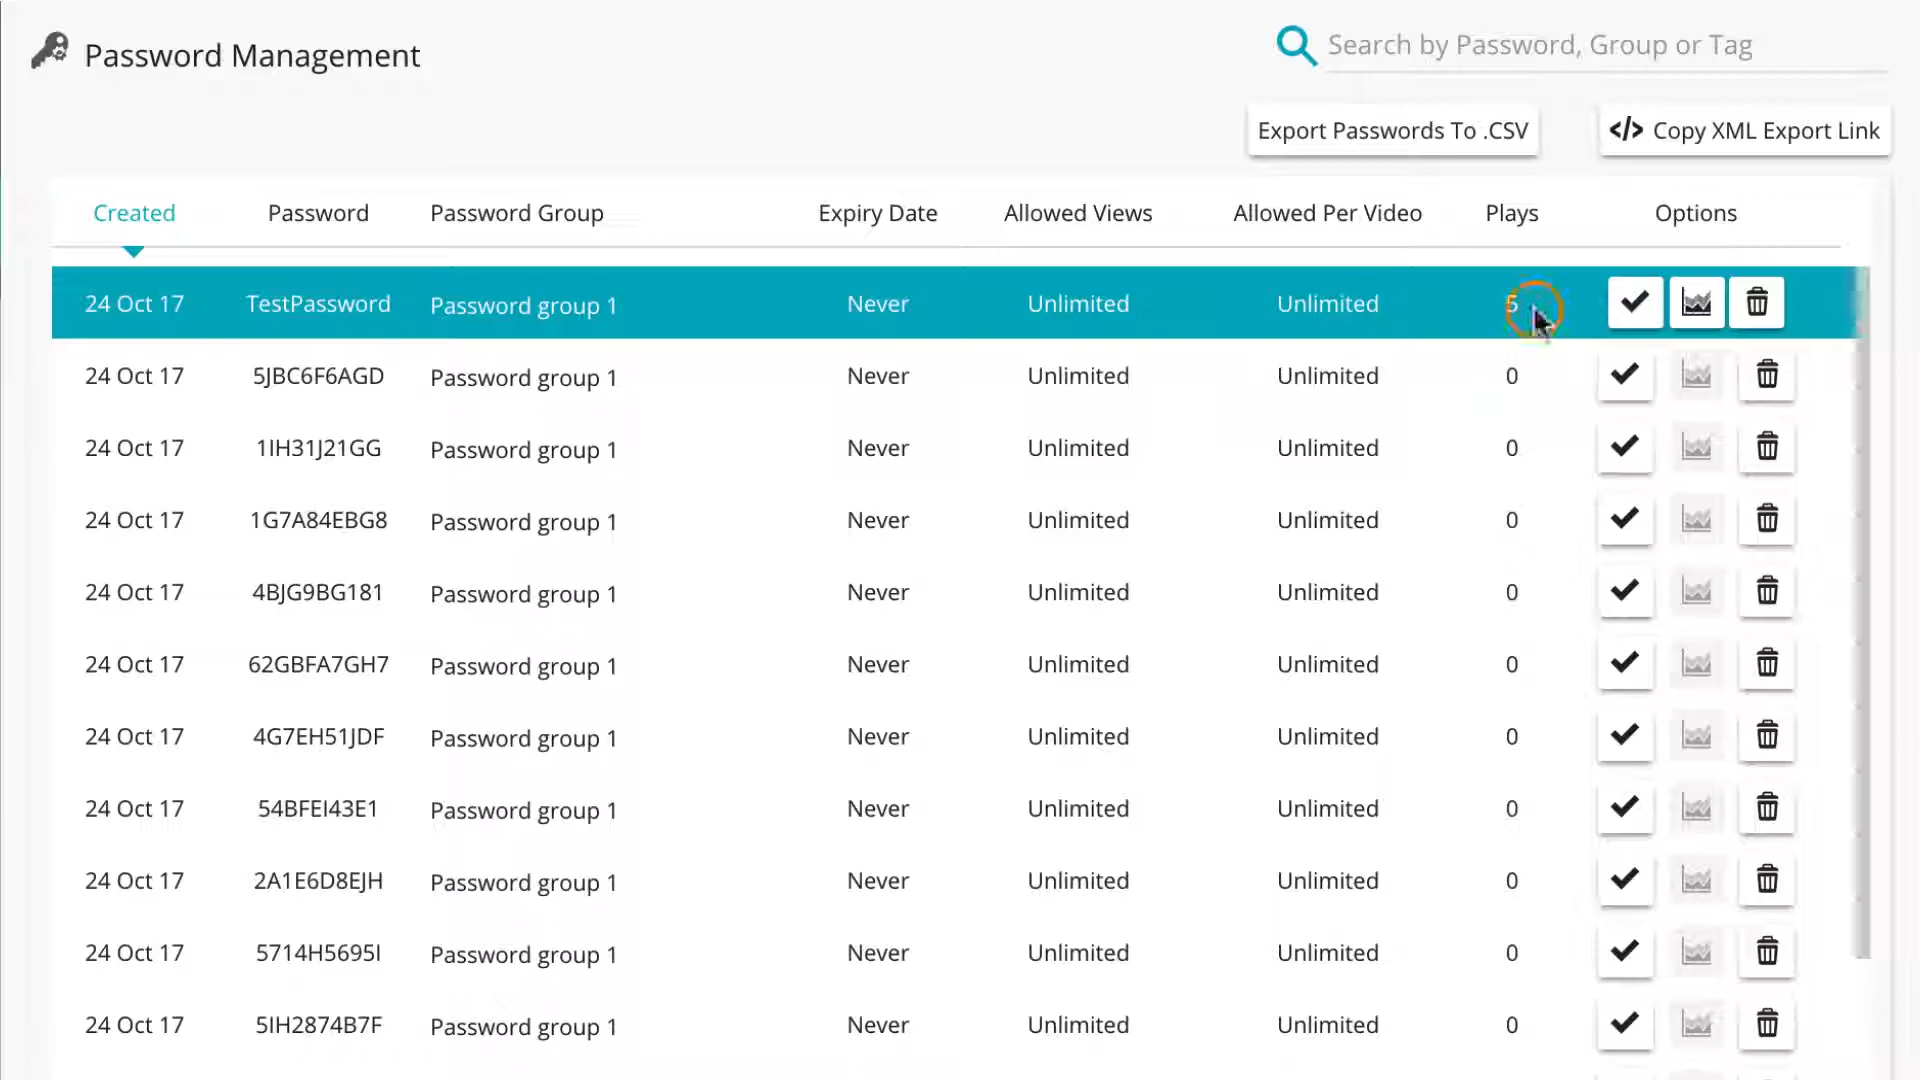 Password Management
Search by Password, Group or Tag
Export Passwords To .CSV
</> Copy XML Export Link
Created Password Password Group Expiry Date Allowed Views Allowed Per Video Plays Options
24 Oct 17 TestPassword Password group 1 Never Unlimited Unlimited 5
24 Oct 17 5JBC6F6AGD Password group 1 Never Unlimited Unlimited 0
24 Oct 17 1IH31J21GG Password group 1 Never Unlimited Unlimited 0
24 Oct 17 1G7A84EBG8 Password group 1 Never Unlimited Unlimited 0
24 Oct 17 4BJG9BG181 Password group 1 Never Unlimited Unlimited 0
24 Oct 17 62GBFA7GH7 Password group 1 Never Unlimited Unlimited 0
24 Oct 17 4G7EH51JDF Password group 1 Never Unlimited Unlimited 0
24 Oct 17 54BFEI43E1 Password group 1 Never Unlimited Unlimited 0
24 Oct 17 2A1E6D8EJH Password group 1 Never Unlimited Unlimited 0
24 Oct 17 5714H5695I Password group 1 Never Unlimited Unlimited 0
24 Oct 17 5IH2874B7F Password group 1 Never Unlimited Unlimited 0